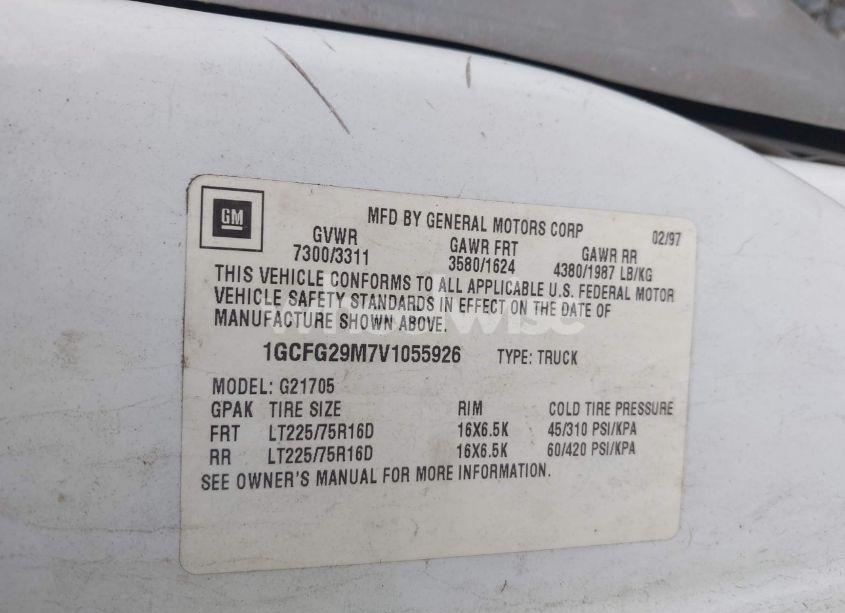 GM
MFD BY GENERAL MOTORS CORP 02/97
GVWR GAWR FRT GAWR RR
7300/3311 3580/1624 4380/1987 LB/KG
THIS VEHICLE CONFORMS TO ALL APPLICABLE U.S. FEDERAL MOTOR
VEHICLE SAFETY STANDARDS IN EFFECT ON THE DATE OF
MANUFACTURE SHOWN ABOVE.
1GCFG29M7V1055926 TYPE: TRUCK
MODEL: G21705
GPAK TIRE SIZE RIM COLD TIRE PRESSURE
FRT LT225/75R16D 16X6.5K 45/310 PSI/KPA
RR LT225/75R16D 16X6.5K 60/420 PSI/KPA
SEE OWNER'S MANUAL FOR MORE INFORMATION.